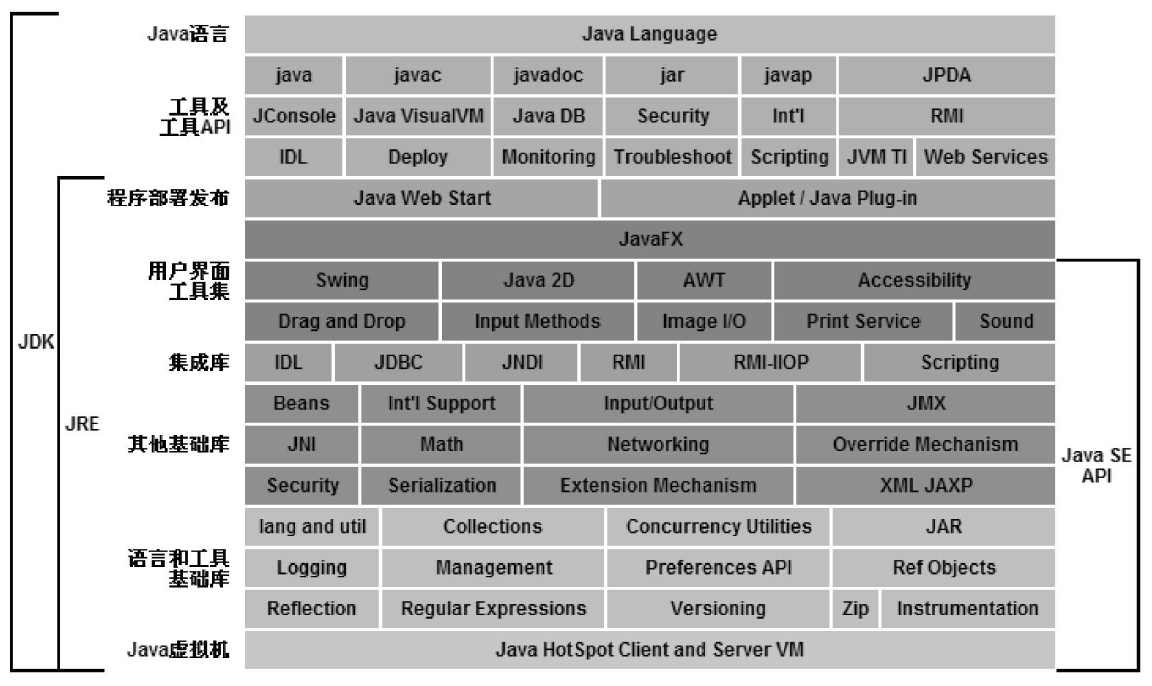 Java语言
Java Language
java javac javadoc jar javap JPDA
工具及
工具API
JConsole Java VisualVM Java DB Security Int'l RMI
IDL Deploy Monitoring Troubleshoot Scripting JVM TI Web Services
程序部署发布
Java Web Start Applet / Java Plug-in
JavaFX
用户界面
工具集
Swing Java 2D AWT Accessibility
Drag and Drop Input Methods Image I/O Print Service Sound
JDK
集成库
IDL JDBC JNDI RMI RMI-IIOP Scripting
Beans Int'l Support Input/Output JMX
JRE
其他基础库
JNI Math Networking Override Mechanism
Java SE
API
Security Serialization Extension Mechanism XML JAXP
lang and util Collections Concurrency Utilities JAR
语言和工具
基础库
Logging Management Preferences API Ref Objects
Reflection Regular Expressions Versioning Zip Instrumentation
Java虚拟机
Java HotSpot Client and Server VM